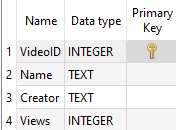 Name Data type Primary Key
1 VideoID INTEGER
2 Name TEXT
3 Creator TEXT
4 Views INTEGER